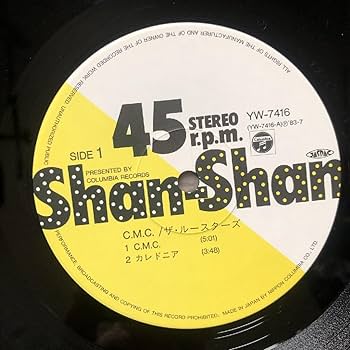 ALL RIGHTS OF THE MANUFACTURER AND OF THE OWNER OF THE RECORDED WORK RESERVED. UNAUTHORIZED PUBLIC
45 STEREO
r.p.m.
YW-7416
(YW-7416-A)Ⓟ'83·7
SIDE 1
PRESENTED BY
COLUMBIA RECORDS
Columbia
JASRAC
Shan-Shan
C.M.C. /ザ・ルースターズ
1 C.M.C. (5:01)
2 カレドニア (3:48)
PERFORMANCE, BROADCASTING AND COPYING OF THIS RECORD PROHIBITED. MADE IN JAPAN BY NIPPON COLUMBIA CO., LTD.